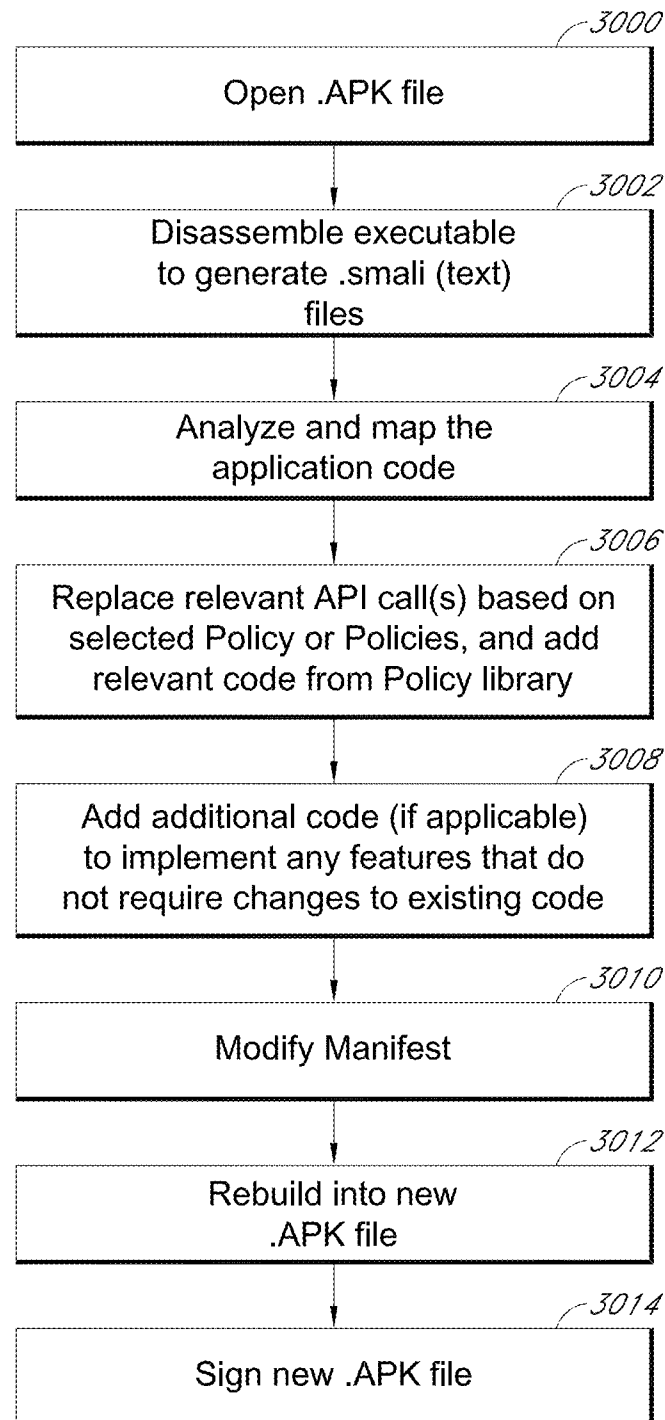 3000
Open .APK file
3002
Disassemble executable
to generate .smali (text)
files
3004
Analyze and map the
application code
3006
Replace relevant API call(s) based on
selected Policy or Policies, and add
relevant code from Policy library
3008
Add additional code (if applicable)
to implement any features that do
not require changes to existing code
3010
Modify Manifest
3012
Rebuild into new
.APK file
3014
Sign new .APK file